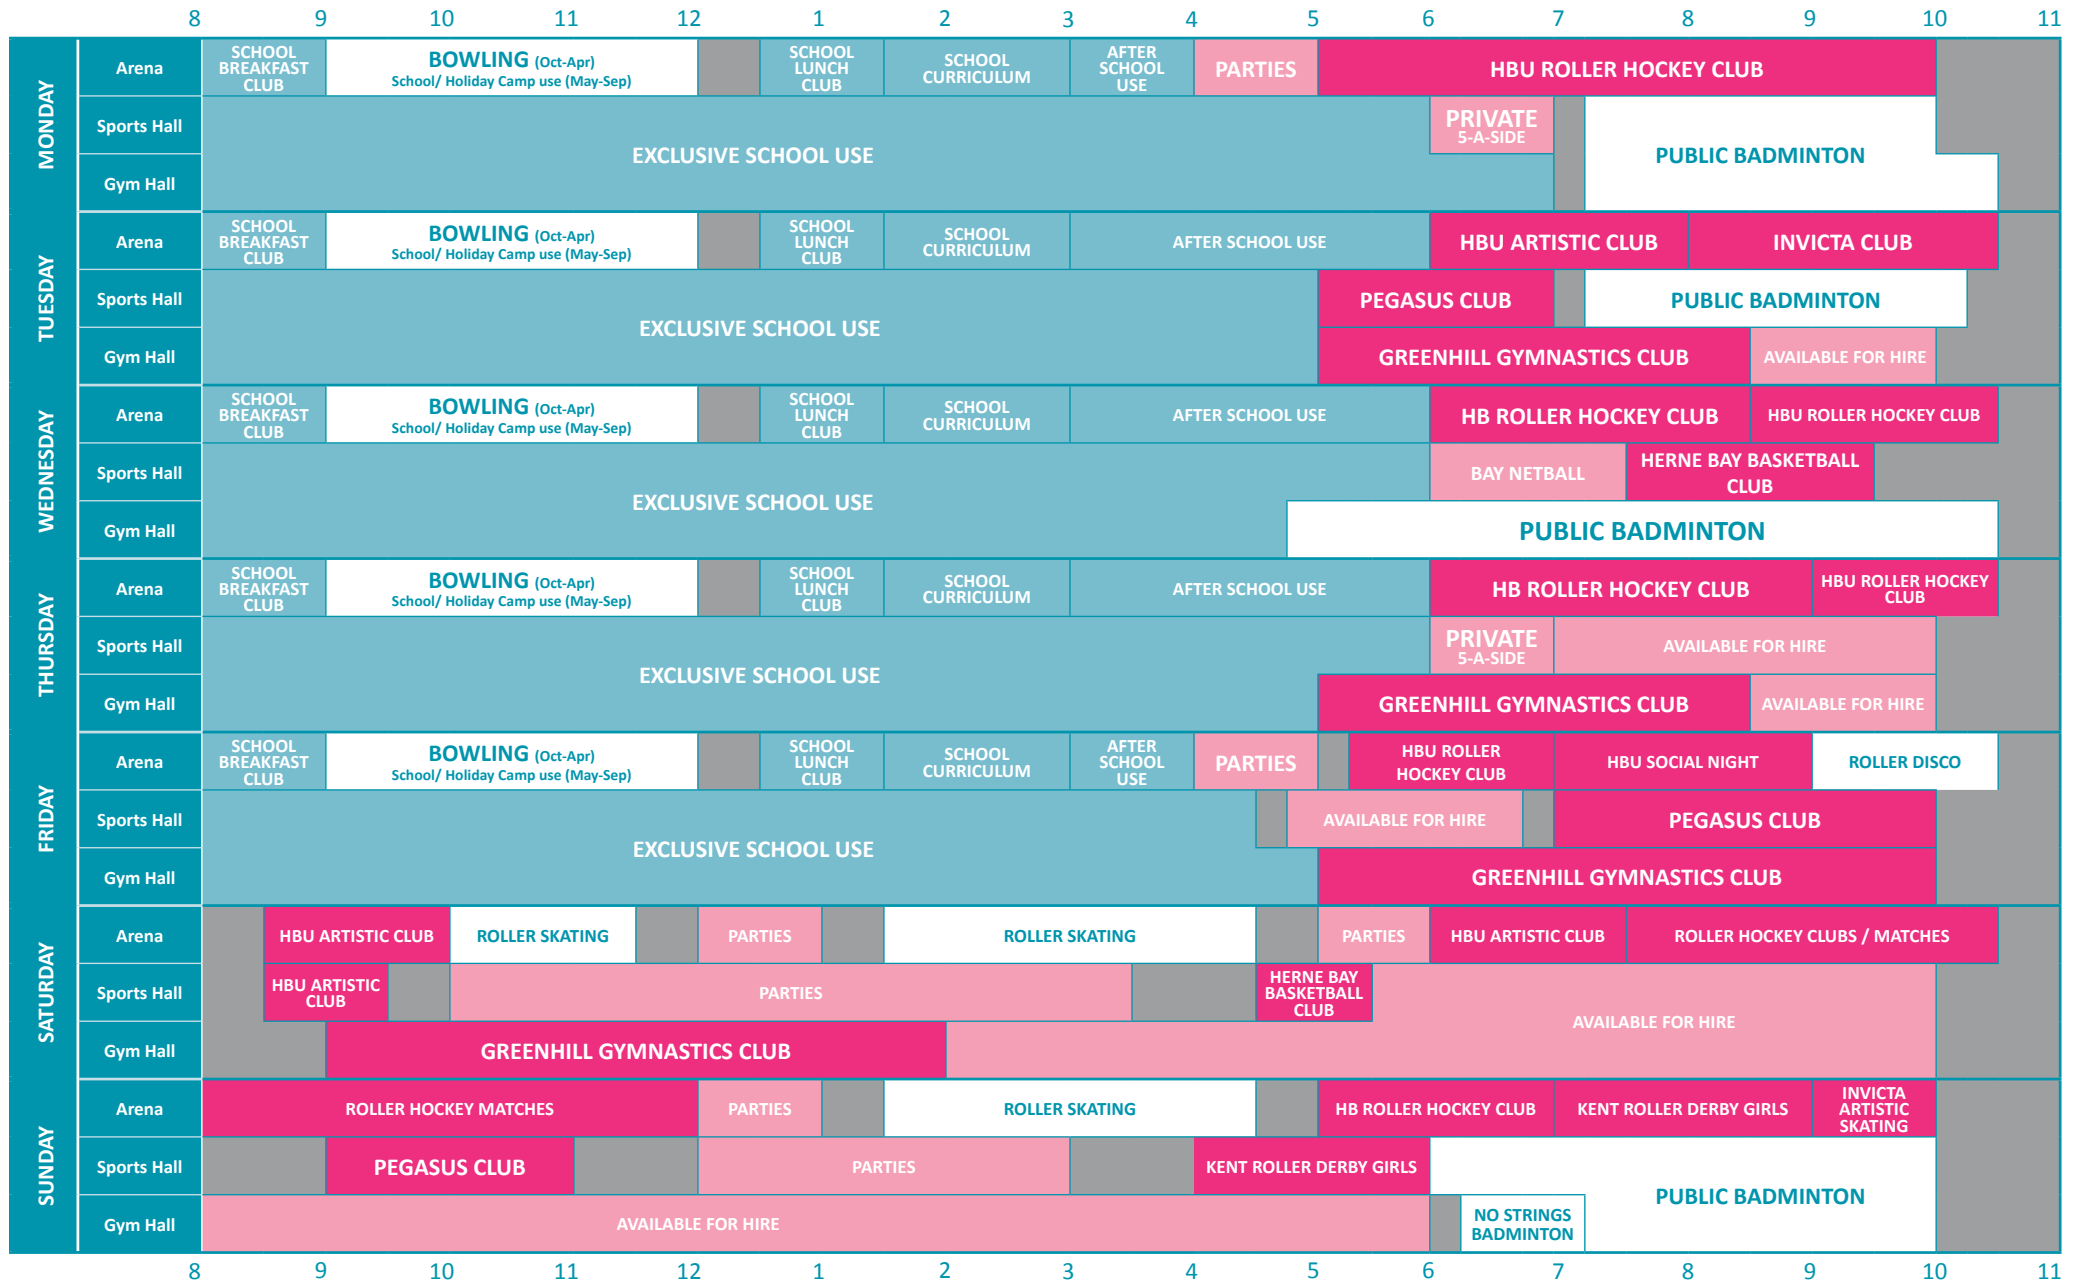 8 9 10 11 12 1 2 3 4 5 6 7 8 9 10 11
MONDAY
Arena
SCHOOL
BREAKFAST
CLUB
BOWLING (Oct-Apr)
School/ Holiday Camp use (May-Sep)
SCHOOL
LUNCH
CLUB
SCHOOL
CURRICULUM
AFTER
SCHOOL
USE
PARTIES
HBU ROLLER HOCKEY CLUB
Sports Hall
EXCLUSIVE SCHOOL USE
PRIVATE
5-A-SIDE
PUBLIC BADMINTON
Gym Hall
TUESDAY
Arena
SCHOOL
BREAKFAST
CLUB
BOWLING (Oct-Apr)
School/ Holiday Camp use (May-Sep)
SCHOOL
LUNCH
CLUB
SCHOOL
CURRICULUM
AFTER SCHOOL USE
HBU ARTISTIC CLUB
INVICTA CLUB
Sports Hall
EXCLUSIVE SCHOOL USE
PEGASUS CLUB
PUBLIC BADMINTON
Gym Hall
GREENHILL GYMNASTICS CLUB
AVAILABLE FOR HIRE
WEDNESDAY
Arena
SCHOOL
BREAKFAST
CLUB
BOWLING (Oct-Apr)
School/ Holiday Camp use (May-Sep)
SCHOOL
LUNCH
CLUB
SCHOOL
CURRICULUM
AFTER SCHOOL USE
HB ROLLER HOCKEY CLUB
HBU ROLLER HOCKEY CLUB
Sports Hall
EXCLUSIVE SCHOOL USE
BAY NETBALL
HERNE BAY BASKETBALL
CLUB
Gym Hall
PUBLIC BADMINTON
THURSDAY
Arena
SCHOOL
BREAKFAST
CLUB
BOWLING (Oct-Apr)
School/ Holiday Camp use (May-Sep)
SCHOOL
LUNCH
CLUB
SCHOOL
CURRICULUM
AFTER SCHOOL USE
HB ROLLER HOCKEY CLUB
HBU ROLLER HOCKEY
CLUB
Sports Hall
EXCLUSIVE SCHOOL USE
PRIVATE
5-A-SIDE
AVAILABLE FOR HIRE
Gym Hall
GREENHILL GYMNASTICS CLUB
AVAILABLE FOR HIRE
FRIDAY
Arena
SCHOOL
BREAKFAST
CLUB
BOWLING (Oct-Apr)
School/ Holiday Camp use (May-Sep)
SCHOOL
LUNCH
CLUB
SCHOOL
CURRICULUM
AFTER
SCHOOL
USE
PARTIES
HBU ROLLER
HOCKEY CLUB
HBU SOCIAL NIGHT
ROLLER DISCO
Sports Hall
EXCLUSIVE SCHOOL USE
AVAILABLE FOR HIRE
PEGASUS CLUB
Gym Hall
GREENHILL GYMNASTICS CLUB
SATURDAY
Arena
HBU ARTISTIC CLUB
ROLLER SKATING
PARTIES
ROLLER SKATING
PARTIES
HBU ARTISTIC CLUB
ROLLER HOCKEY CLUBS / MATCHES
Sports Hall
HBU ARTISTIC
CLUB
PARTIES
HERNE BAY
BASKETBALL
CLUB
AVAILABLE FOR HIRE
Gym Hall
GREENHILL GYMNASTICS CLUB
SUNDAY
Arena
ROLLER HOCKEY MATCHES
PARTIES
ROLLER SKATING
HB ROLLER HOCKEY CLUB
KENT ROLLER DERBY GIRLS
INVICTA
ARTISTIC
SKATING
Sports Hall
PEGASUS CLUB
PARTIES
KENT ROLLER DERBY GIRLS
PUBLIC BADMINTON
Gym Hall
AVAILABLE FOR HIRE
NO STRINGS
BADMINTON
8 9 10 11 12 1 2 3 4 5 6 7 8 9 10 11